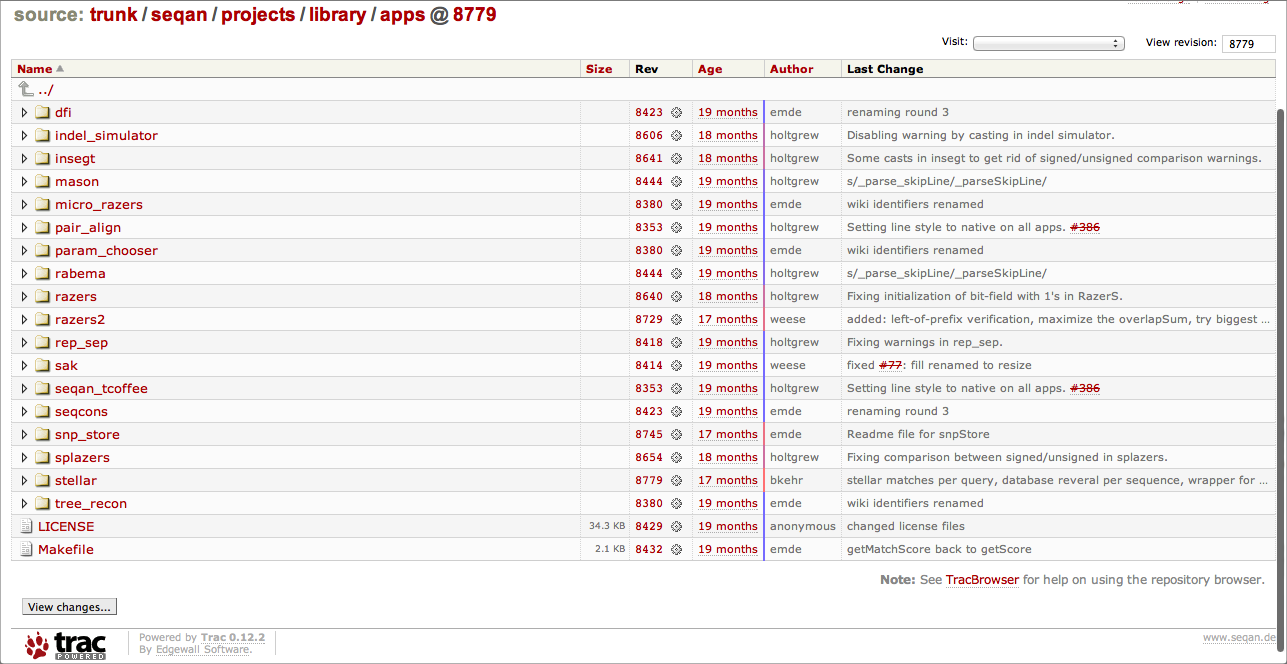 source: trunk / seqan / projects / library / apps @ 8779
Visit: View revision: 8779
Name Size Rev Age Author Last Change
../
dfi 8423 19 months emde renaming round 3
indel_simulator 8606 18 months holtgrew Disabling warning by casting in indel simulator.
insegt 8641 18 months holtgrew Some casts in insegt to get rid of signed/unsigned comparison warnings.
mason 8444 19 months holtgrew s/_parse_skipLine/_parseSkipLine/
micro_razers 8380 19 months emde wiki identifiers renamed
pair_align 8353 19 months holtgrew Setting line style to native on all apps. #386
param_chooser 8380 19 months emde wiki identifiers renamed
rabema 8444 19 months holtgrew s/_parse_skipLine/_parseSkipLine/
razers 8640 18 months holtgrew Fixing initialization of bit-field with 1's in RazerS.
razers2 8729 17 months weese added: left-of-prefix verification, maximize the overlapSum, try biggest ...
rep_sep 8418 19 months holtgrew Fixing warnings in rep_sep.
sak 8414 19 months weese fixed #77: fill renamed to resize
seqan_tcoffee 8353 19 months holtgrew Setting line style to native on all apps. #386
seqcons 8423 19 months emde renaming round 3
snp_store 8745 17 months emde Readme file for snpStore
splazers 8654 18 months holtgrew Fixing comparison between signed/unsigned in splazers.
stellar 8779 17 months bkehr stellar matches per query, database reveral per sequence, wrapper for ...
tree_recon 8380 19 months emde wiki identifiers renamed
LICENSE 34.3 KB 8429 19 months anonymous changed license files
Makefile 2.1 KB 8432 19 months emde getMatchScore back to getScore
Note: See TracBrowser for help on using the repository browser.
View changes...
trac POWERED
Powered by Trac 0.12.2
By Edgewall Software.
www.seqan.de